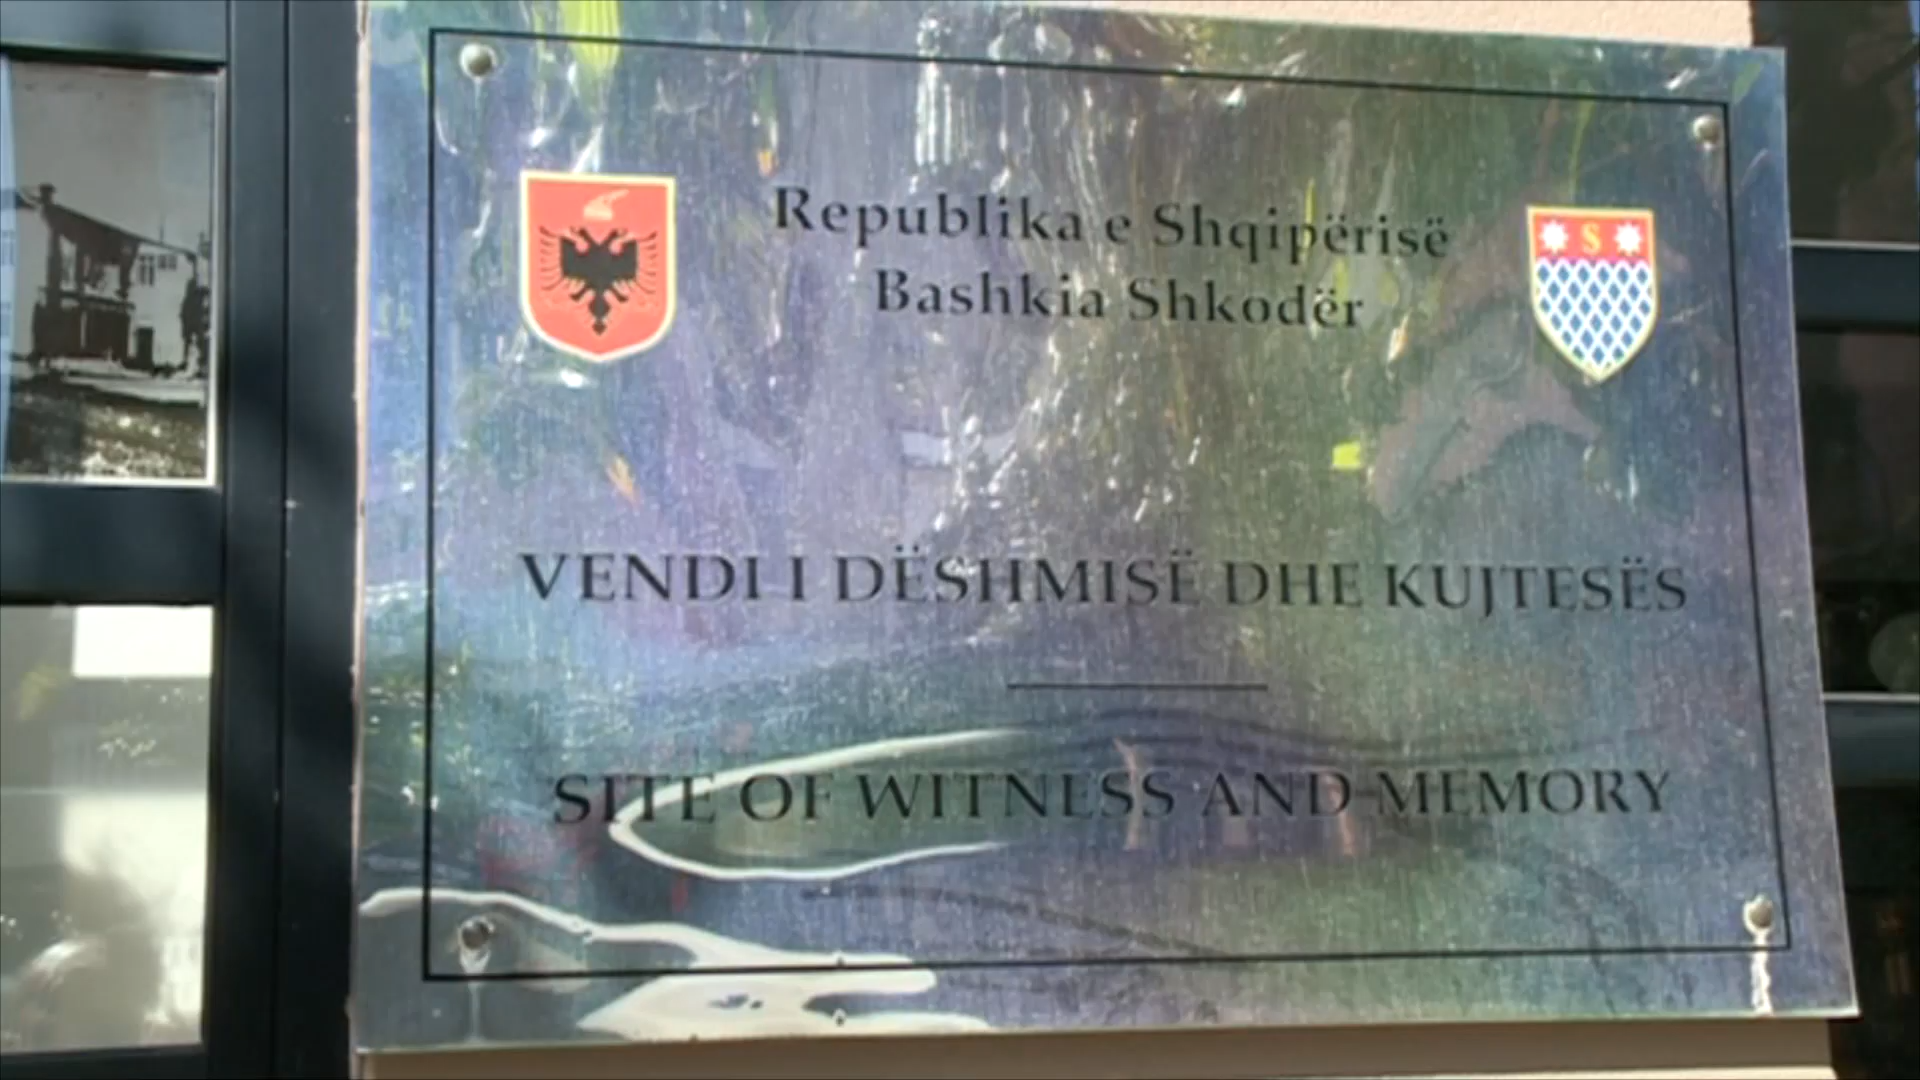 Republika e Shqipërisë
Bashkia Shkodër
S
VENDI I DËSHMISË DHE KUJTESËS
SITE OF WITNESS AND MEMORY